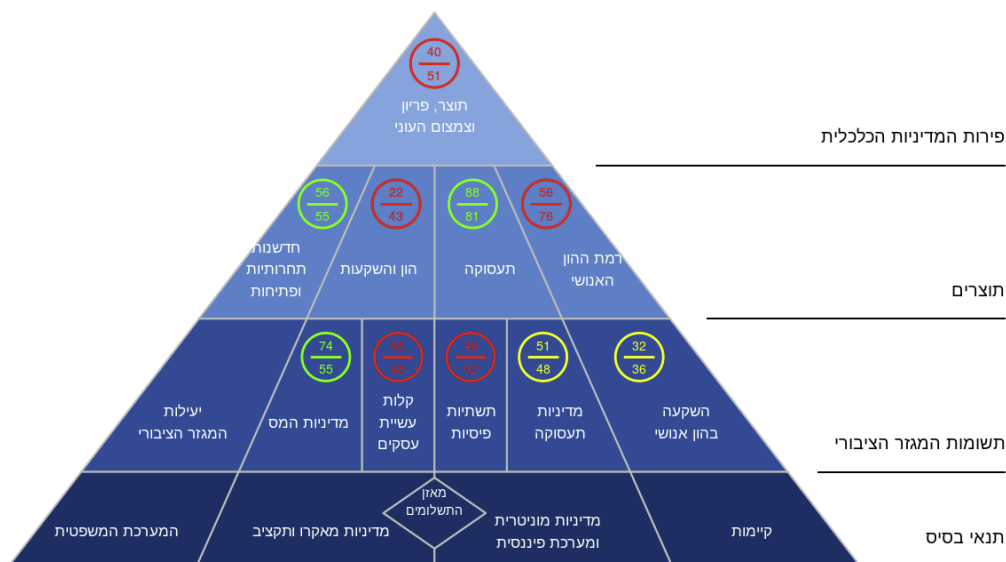 40
51
תוצר, פריון
וצמצום העוני
פירות המדיניות הכלכלית
56
76
88
81
22
43
56
55
רמת ההון
האנושי
תעסוקה
הון והשקעות
חדשנות
תחרותיות
ופתיחות
תוצרים
32
36
51
48
74
55
השקעה
בהון אנושי
מדיניות
תעסוקה
תשתיות
פיסיות
קלות
עשיית
עסקים
מדיניות המס
יעילות
המגזר הציבורי
תשומות המגזר הציבורי
קיימות
מדיניות מוניטרית
ומערכת פיננסית
מאזן
התשלומים
מדיניות מאקרו ותקציב
המערכת המשפטית
תנאי בסיס